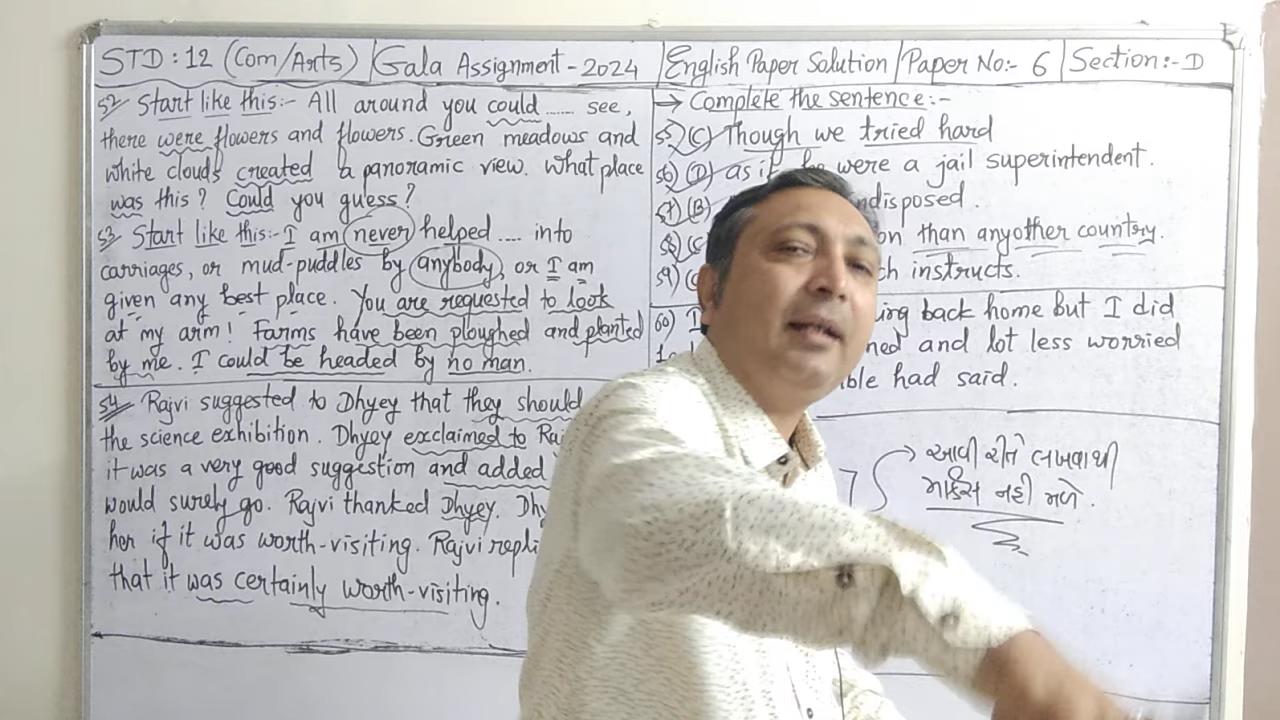 STD : 12 (Com/Arts) | Gala Assignment - 2024 | English Paper Solution | Paper No:- 6 | Section:- D
52 Start like this:- All around you could ...... see,
there were flowers and flowers. Green meadows and
white clouds created a panoramic view. What place
was this? Could you guess?
53 Start like this:- I am never helped .... into
carriages, or mud-puddles by anybody, or I am
given any best place. You are requested to look
at my arm! Farms have been ploughed and planted
by me. I could be headed by no man.
54 Rajvi suggested to Dhyey that they should
the science exhibition. Dhyey exclaimed to
it was a very good suggestion and added
would surely go. Rajvi thanked Dhyey.
her if it was worth-visiting. Rajvi
that it was certainly worth-visiting.
→ Complete the sentence:-
55 (C) Though we tried hard
56 (D) as if he were a jail superintendent.
57 (B) indisposed.
58 than any other country.
59 instructs.
60) back home but I did
and lot less worried
had said.
→ આવી રીતે લખવાથી
માર્કસ નહી મળે.